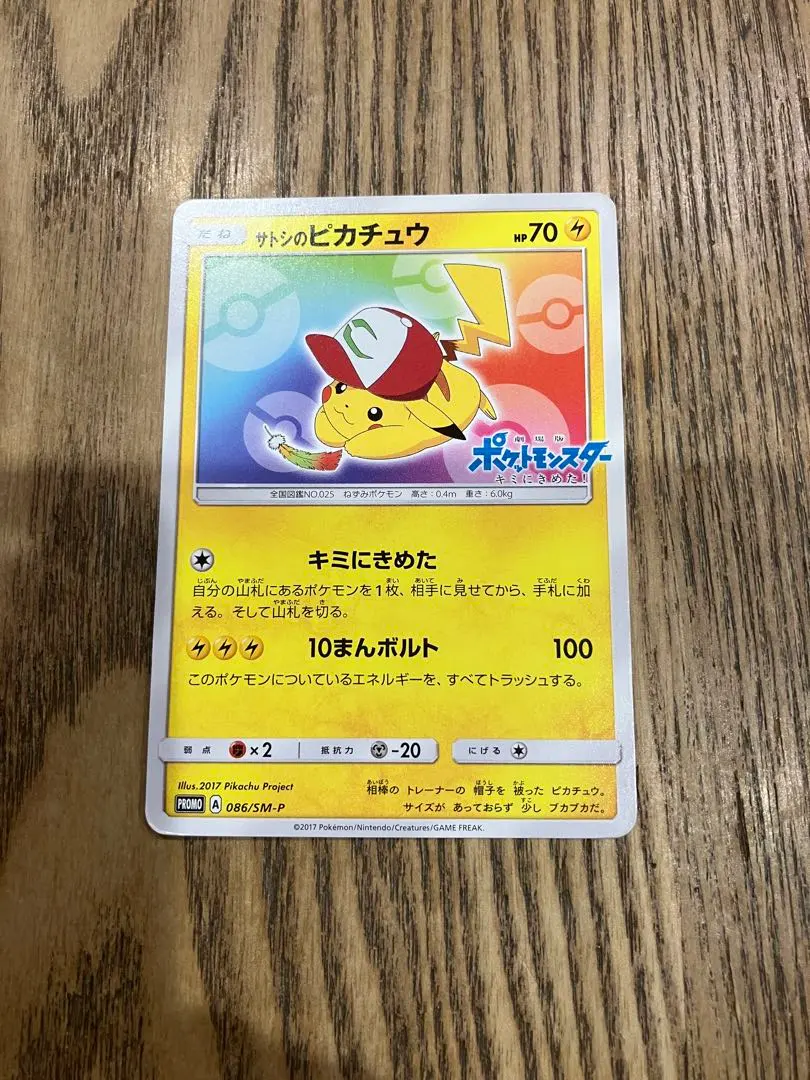 たね サトシのピカチュウ HP70
劇場版
ポケットモンスター
キミにきめた!
全国図鑑NO.025 ねずみポケモン 高さ:0.4m 重さ:6.0kg
キミにきめた
自分の山札にあるポケモンを1枚、相手に見せてから、手札に加
える。そして山札を切る。
10まんボルト 100
このポケモンについているエネルギーを、すべてトラッシュする。
弱点 ×2 抵抗力 -20 にげる
Illus.2017 Pikachu Project
相棒の トレーナーの 帽子を 被った ピカチュウ。
PROMO A 086/SM-P
サイズが あっておらず 少し ブカブカだ。
©2017 Pokémon/Nintendo/Creatures/GAME FREAK.